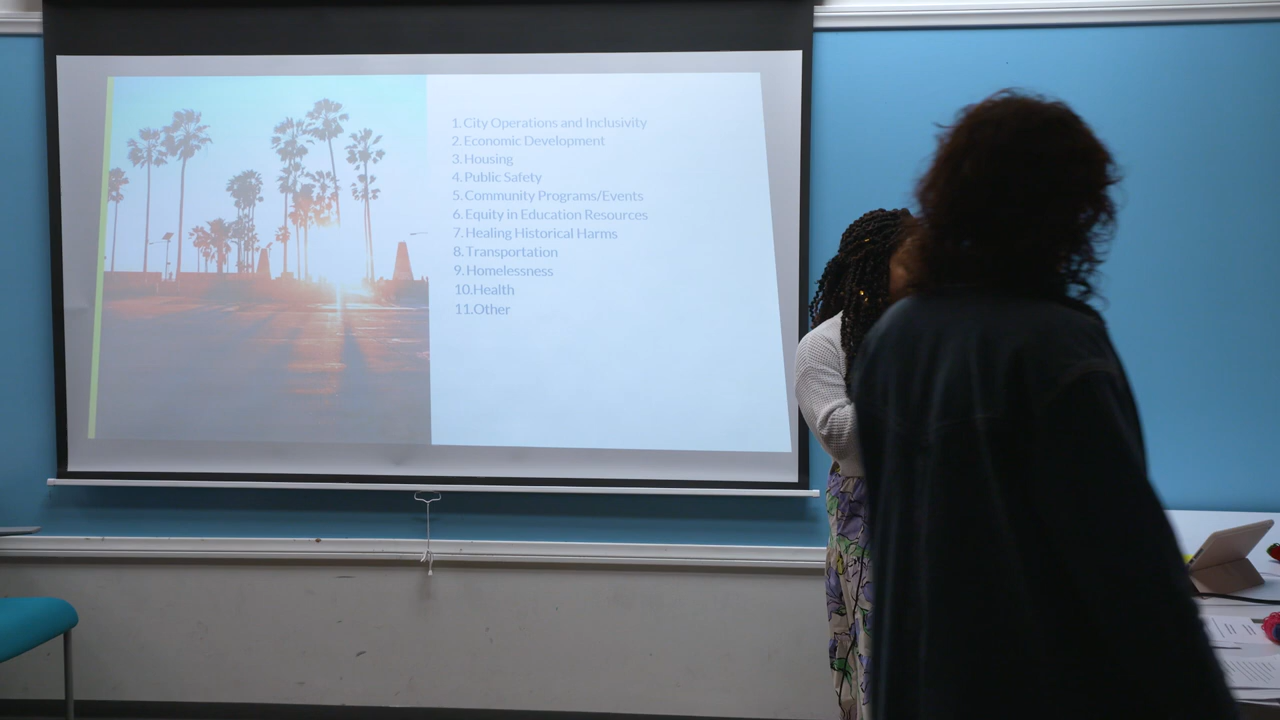 1. City Operations and Inclusivity
2. Economic Development
3. Housing
4. Public Safety
5. Community Programs/Events
6. Equity in Education Resources
7. Healing Historical Harms
8. Transportation
9. Homelessness
10.Health
11.Other